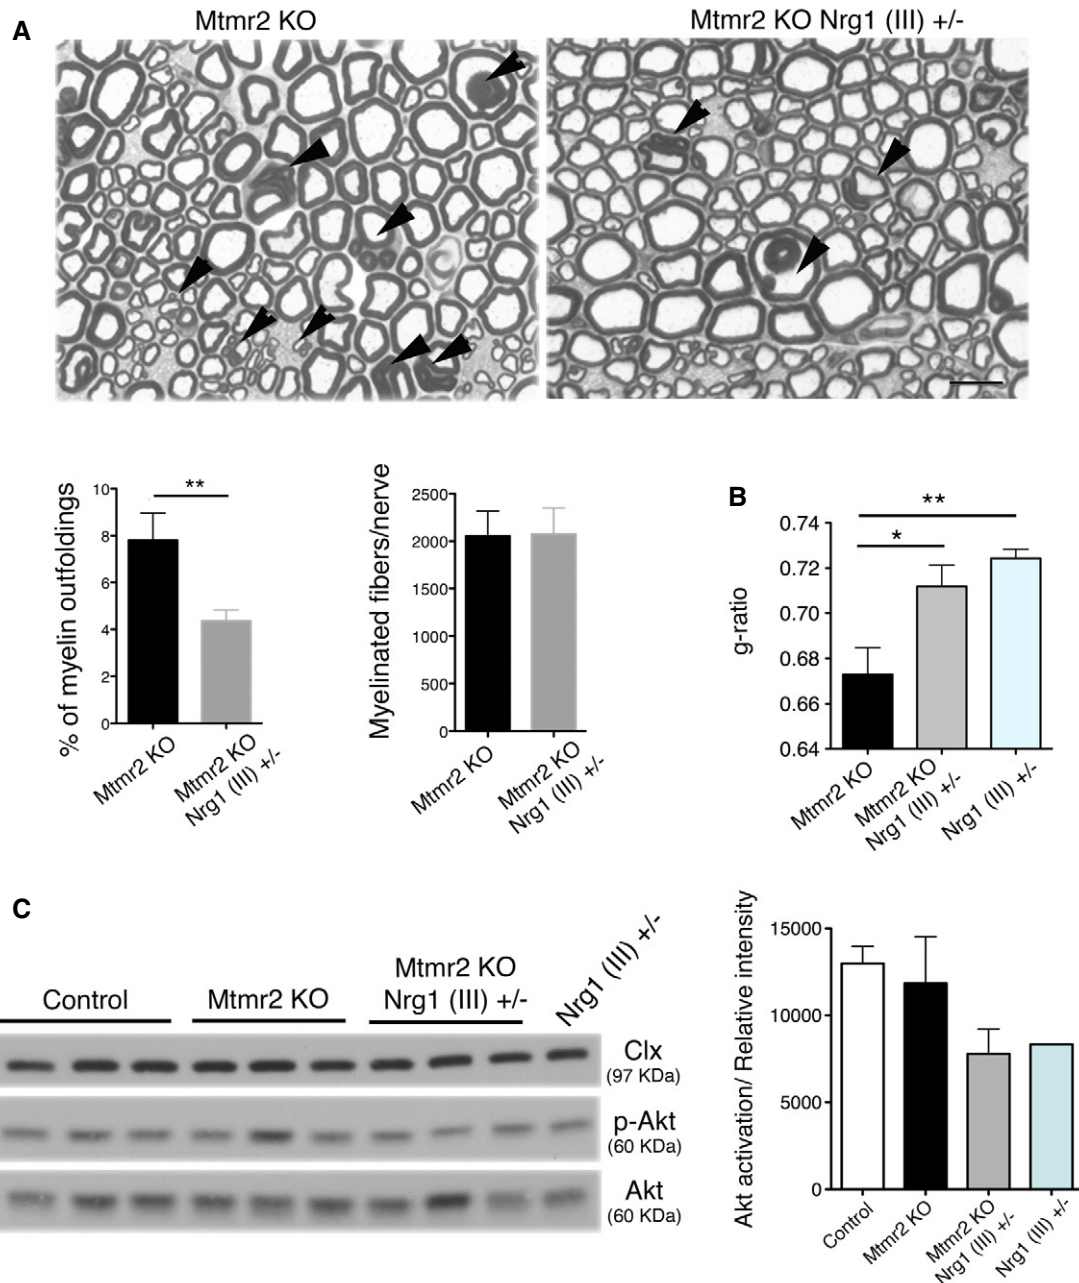 A
Mtmr2 KO
Mtmr2 KO Nrg1 (III) +/-
% of myelin outfoldings
10
8
6
4
2
0
**
Mtmr2 KO
Mtmr2 KO
Nrg1 (III) +/-
Myelinated fibers/nerve
2500
2000
1500
1000
500
0
Mtmr2 KO
Mtmr2 KO
Nrg1 (III) +/-
B
g-ratio
0.74
0.72
0.70
0.68
0.66
0.64
**
*
Mtmr2 KO
Mtmr2 KO
Nrg1 (III) +/-
Nrg1 (III) +/-
C
Control
Mtmr2 KO
Mtmr2 KO
Nrg1 (III) +/-
Nrg1 (III) +/-
Clx
(97 KDa)
p-Akt
(60 KDa)
Akt
(60 KDa)
Akt activation/ Relative intensity
15000
10000
5000
0
Control
Mtmr2 KO
Mtmr2 KO
Nrg1 (III) +/-
Nrg1 (III) +/-